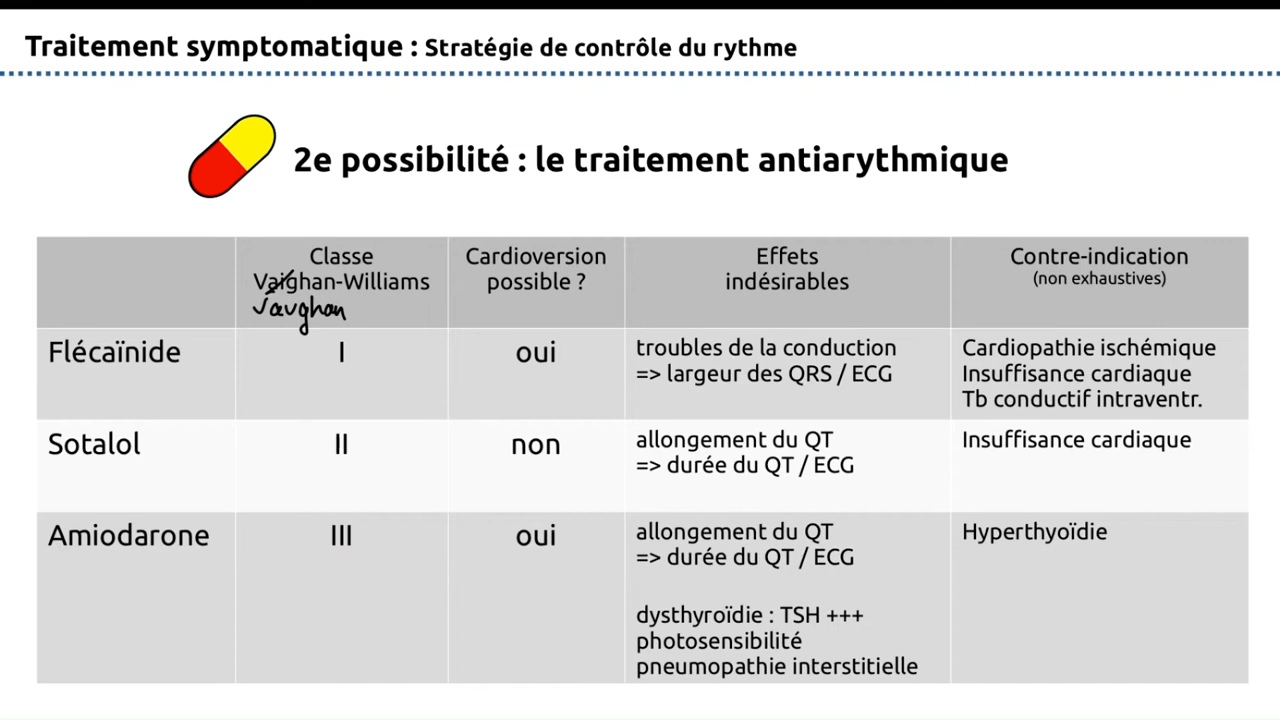 Traitement symptomatique : Stratégie de contrôle du rythme
2e possibilité : le traitement antiarythmique
Classe
Vaighan-Williams
Vaughan
Cardioversion
possible ?
Effets
indésirables
Contre-indication
(non exhaustives)
Flécaïnide
I
oui
troubles de la conduction
=> largeur des QRS / ECG
Cardiopathie ischémique
Insuffisance cardiaque
Tb conductif intraventr.
Sotalol
II
non
allongement du QT
=> durée du QT / ECG
Insuffisance cardiaque
Amiodarone
III
oui
allongement du QT
=> durée du QT / ECG
dysthyroïdie : TSH +++
photosensibilité
pneumopathie interstitielle
Hyperthyoïdie